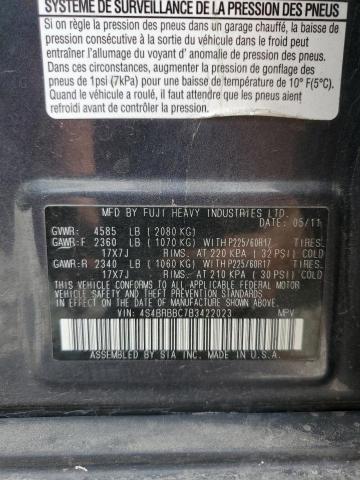 SYSTÈME DE SURVEILLANCE DE LA PRESSION DES PNEUS
Si on règle la pression des pneus dans un garage chauffé, la baisse de
pression consécutive à la sortie du véhicule dans le froid peut
entraîner l'allumage du voyant d' anomalie de pression des pneus.
Dans ces circonstances, augmenter la pression de gonflage des
pneus de 1psi (7kPa) pour une baisse de température de 10° F(5°C).
Quand le véhicule a roulé, il faut attendre que les pneus aient
refroidi avant de contrôler la pression.
MFD BY FUJI HEAVY INDUSTRIES LTD.
DATE: 05/11
GVWR: 4585 LB (2080 KG)
GAWR:F 2360 LB (1070 KG) WITH P225/60R17 TIRES.
17X7J RIMS. AT 220 KPA (32 PSI) COLD
GAWR:R 2340 LB (1060 KG) WITH P225/60R17 TIRES.
17X7J RIMS. AT 210 KPA (30 PSI) COLD
THIS VEHICLE CONFORMS TO ALL APPLICABLE FEDERAL MOTOR
VEHICLE SAFETY STANDARDS IN EFFECT ON THE
DATE OF MANUFACTURE SHOWN ABOVE.
VIN: 4S4BRBBC7B3422023 MPV
ASSEMBLED BY SIA INC. MADE IN U.S.A.